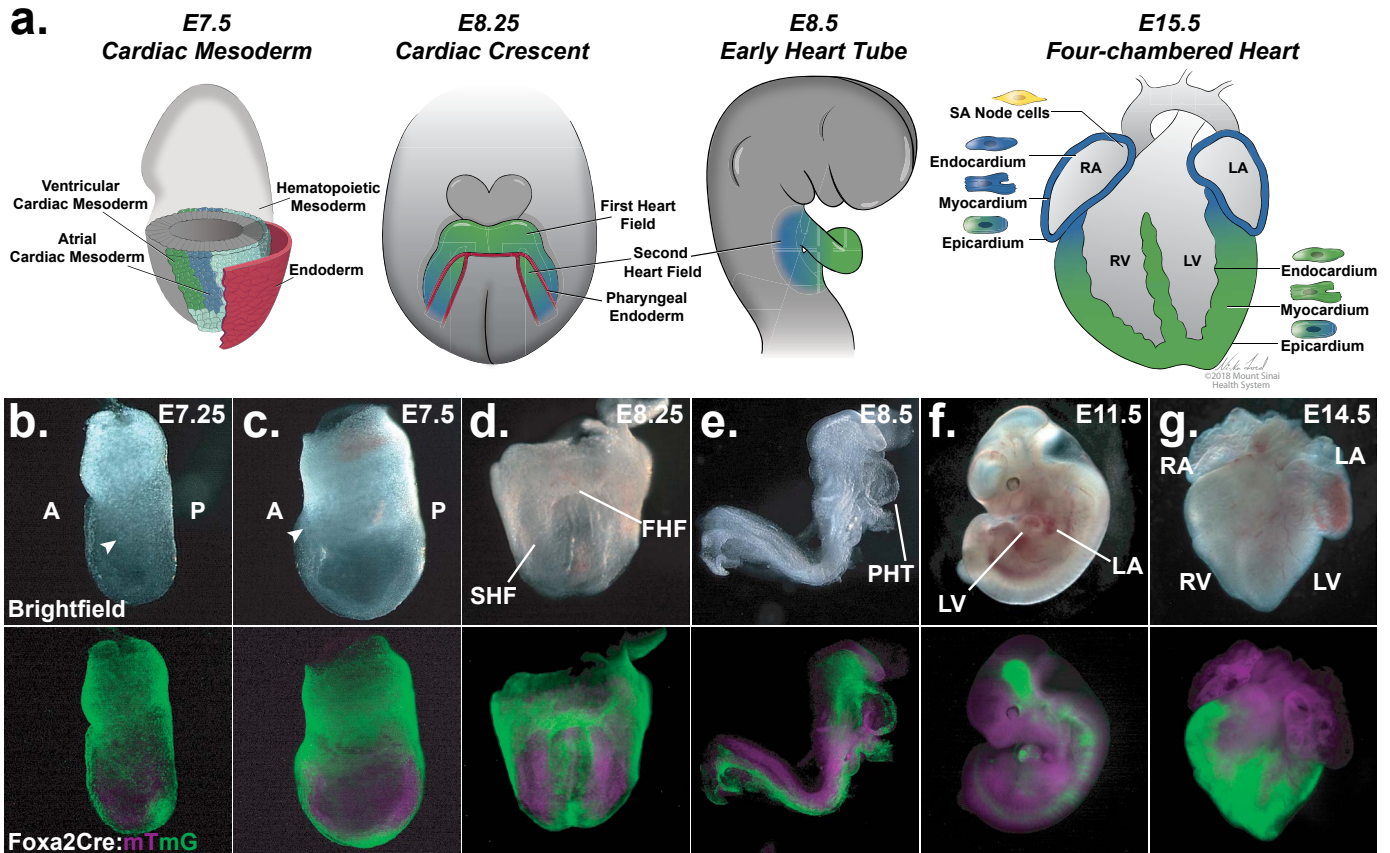 a.
E7.5
Cardiac Mesoderm
E8.25
Cardiac Crescent
E8.5
Early Heart Tube
E15.5
Four-chambered Heart
Ventricular
Cardiac Mesoderm
Atrial
Cardiac Mesoderm
Hematopoietic
Mesoderm
Endoderm
First Heart
Field
Second
Heart Field
Pharyngeal
Endoderm
SA Node cells
Endocardium
Myocardium
Epicardium
RA
LA
RV
LV
Endocardium
Myocardium
Epicardium
©2018 Mount Sinai
Health System
b.
E7.25
A
P
Brightfield
c.
E7.5
A
P
d.
E8.25
FHF
SHF
e.
E8.5
PHT
f.
E11.5
LV
LA
g.
E14.5
RA
LA
RV
LV
Foxa2Cre:mTmG